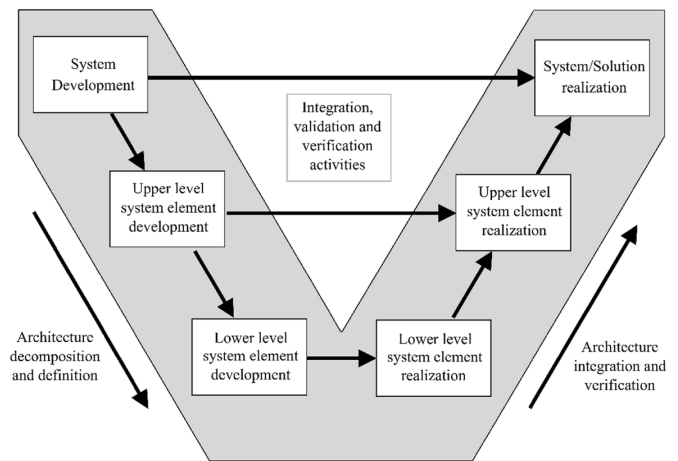 System
Development
System/Solution
realization
Integration,
validation and
verification
activities
Upper level
system element
development
Upper level
system element
realization
Lower level
system element
development
Lower level
system element
realization
Architecture
decomposition
and definition
Architecture
integration and
verification